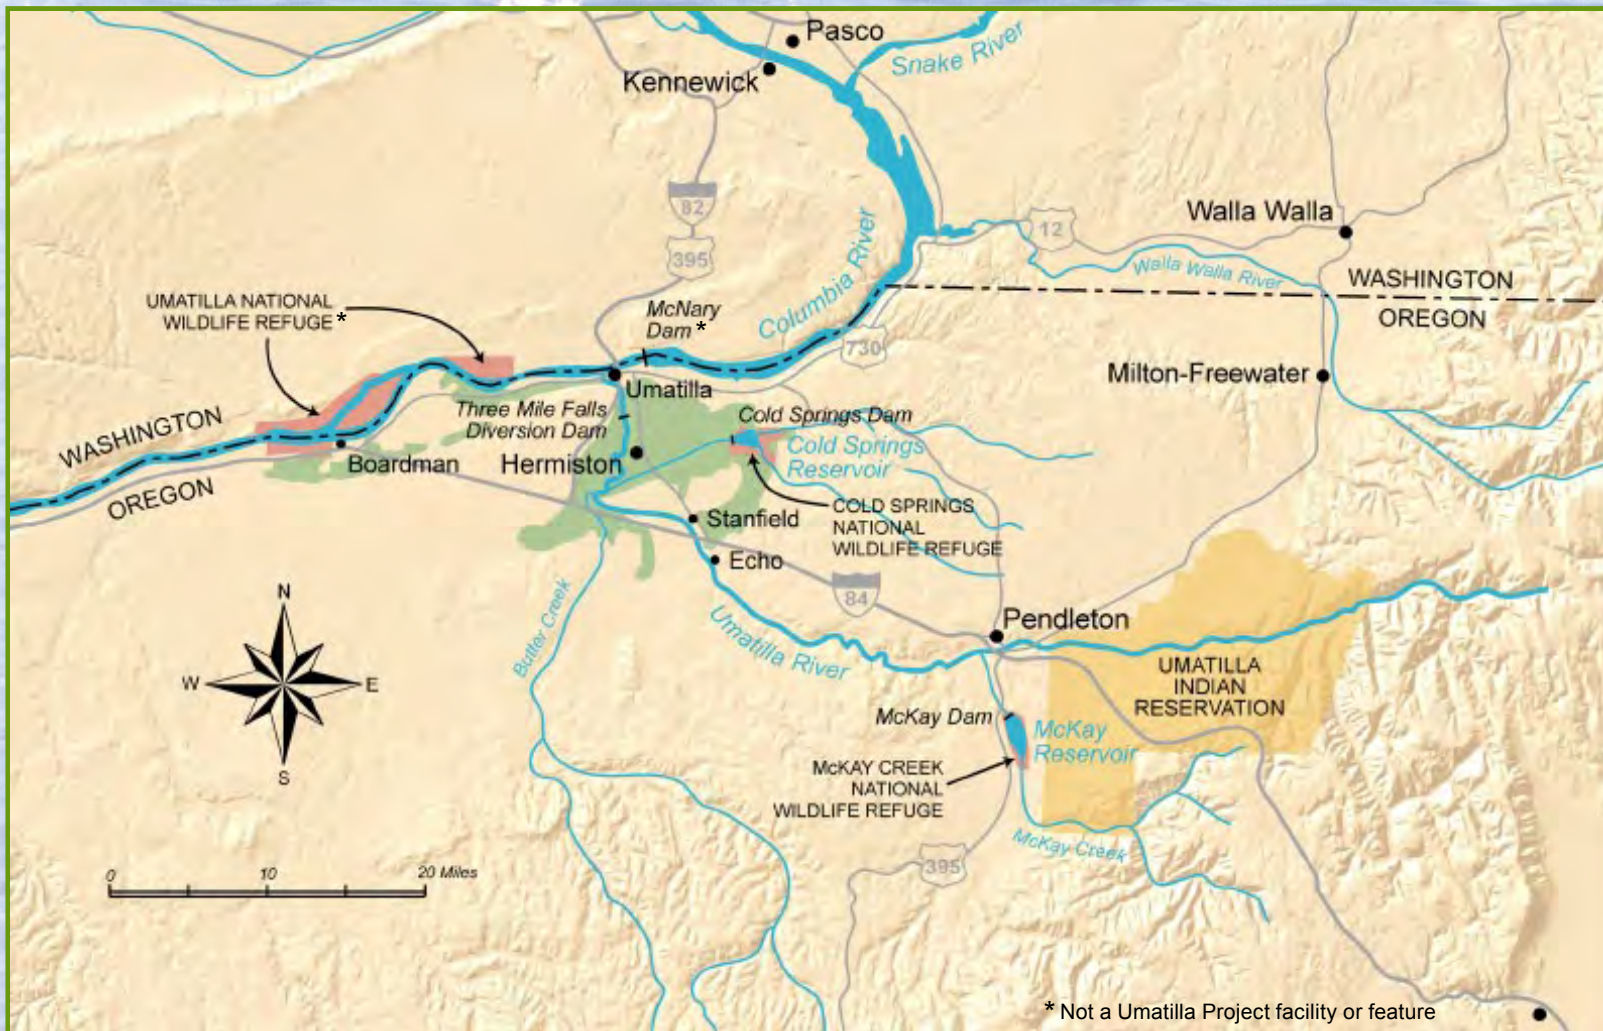 Pasco
Kennewick
Snake River
82
395
Columbia River
12
Walla Walla
Walla Walla River
WASHINGTON
OREGON
UMATILLA NATIONAL
WILDLIFE REFUGE *
McNary
Dam *
730
Umatilla
Milton-Freewater
Three Mile Falls
Diversion Dam
Cold Springs Dam
Cold Springs
Reservoir
WASHINGTON
OREGON
Boardman
Hermiston
COLD SPRINGS
NATIONAL
WILDLIFE REFUGE
Stanfield
Echo
84
Butter Creek
Umatilla River
Pendleton
UMATILLA
INDIAN
RESERVATION
N
W
E
S
McKay Dam
McKay
Reservoir
McKAY CREEK
NATIONAL
WILDLIFE REFUGE
McKay Creek
395
0 10 20 Miles
* Not a Umatilla Project facility or feature